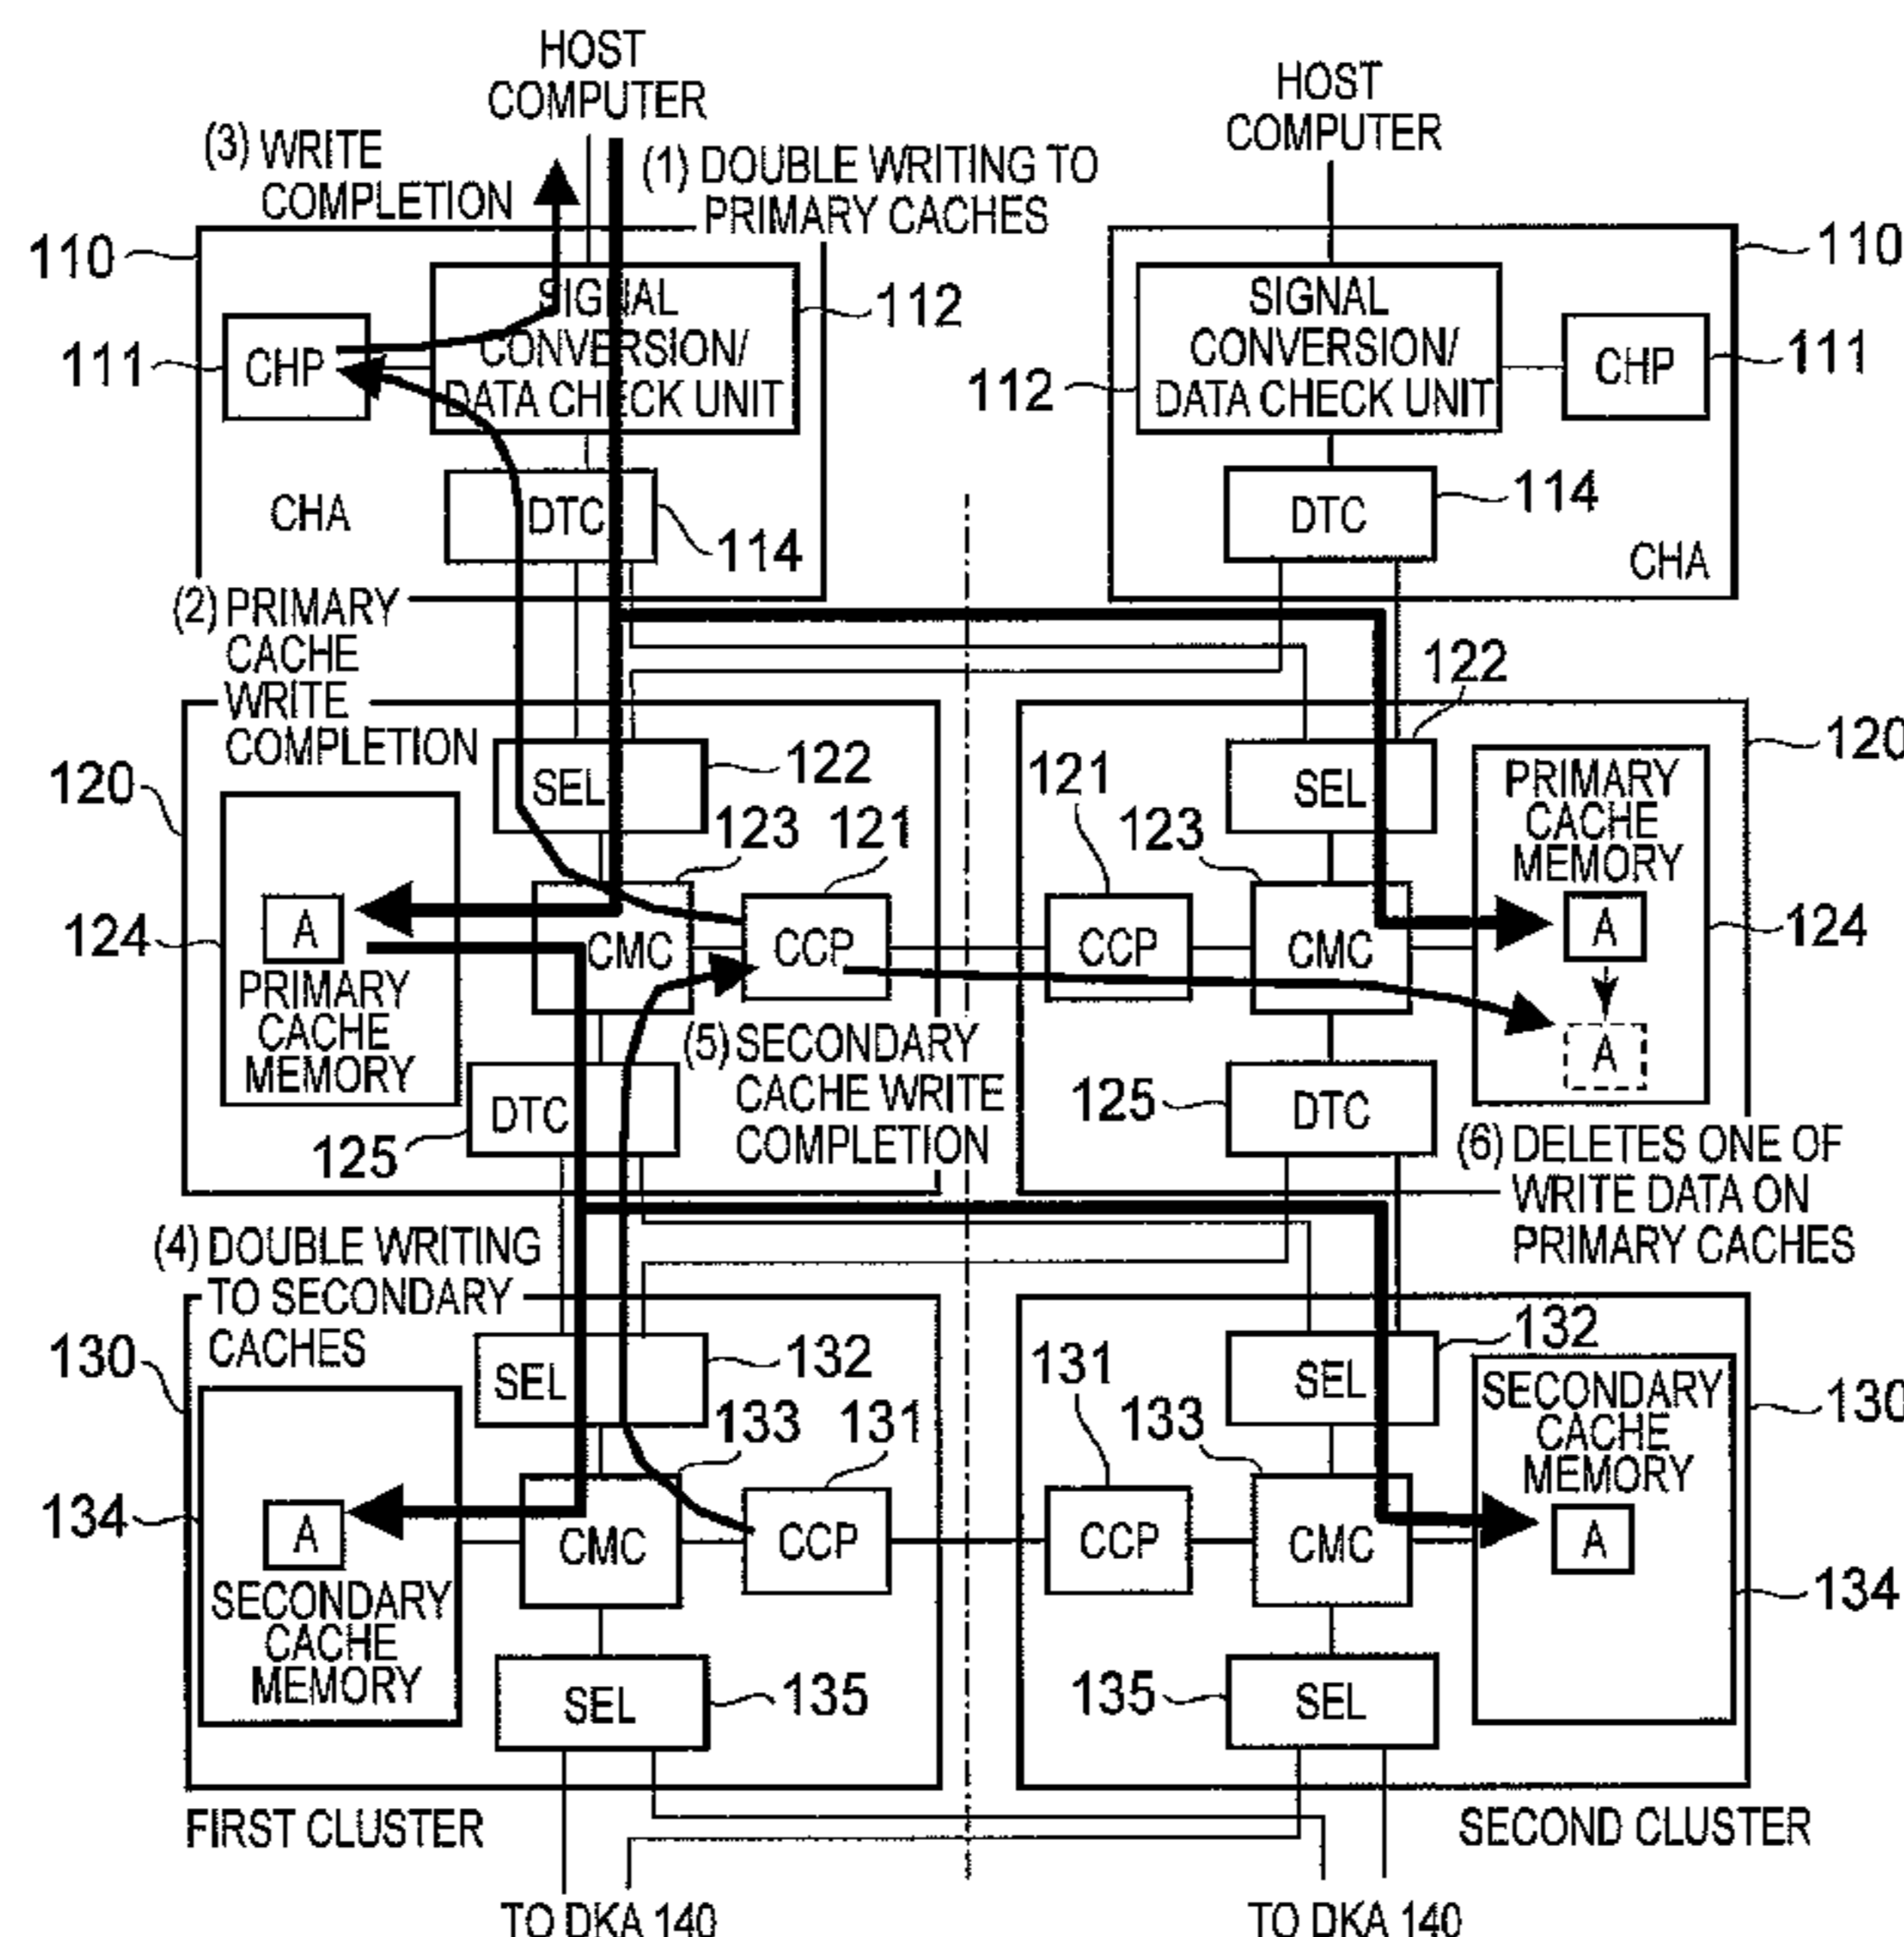 HOST
COMPUTER
HOST
COMPUTER
(3) WRITE
COMPLETION
(1) DOUBLE WRITING TO
PRIMARY CACHES
110
110
SIGNAL
CONVERSION/
DATA CHECK UNIT
112
111
CHP
SIGNAL
CONVERSION/
DATA CHECK UNIT
112
CHP
111
CHA
DTC
114
DTC
114
CHA
(2) PRIMARY
CACHE
WRITE
COMPLETION
122
120
SEL
122
123
121
121
123
SEL
PRIMARY
CACHE
MEMORY
120
124
A
PRIMARY
CACHE
MEMORY
CMC
CCP
CCP
CMC
A
124
A
DTC
125
(5) SECONDARY
CACHE WRITE
COMPLETION
125
DTC
(6) DELETES ONE OF
WRITE DATA ON
PRIMARY CACHES
(4) DOUBLE WRITING
TO SECONDARY
CACHES
130
SEL
132
133
131
131
133
SEL
132
SECONDARY
CACHE
MEMORY
130
134
A
SECONDARY
CACHE
MEMORY
CMC
CCP
CCP
CMC
A
134
SEL
135
135
SEL
FIRST CLUSTER
SECOND CLUSTER
TO DKA 140
TO DKA 140